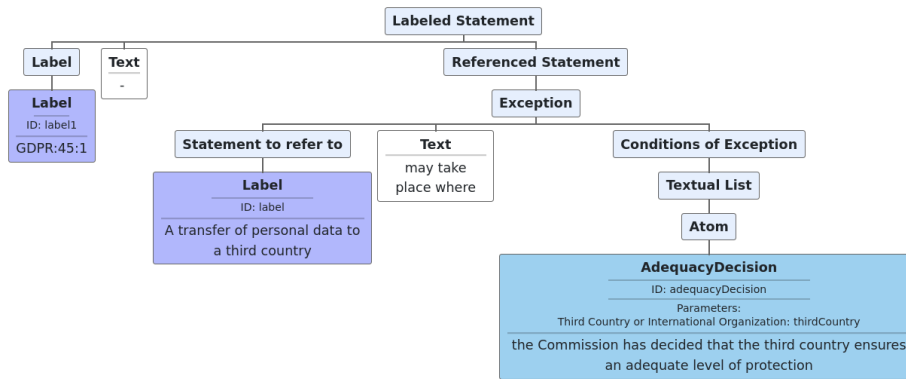 Labeled Statement
Label
Text
-
Referenced Statement
Label
ID: label1
GDPR:45:1
Exception
Statement to refer to
Text
may take
place where
Conditions of Exception
Label
ID: label
A transfer of personal data to
a third country
Textual List
Atom
AdequacyDecision
ID: adequacyDecision
Parameters:
Third Country or International Organization: thirdCountry
the Commission has decided that the third country ensures
an adequate level of protection